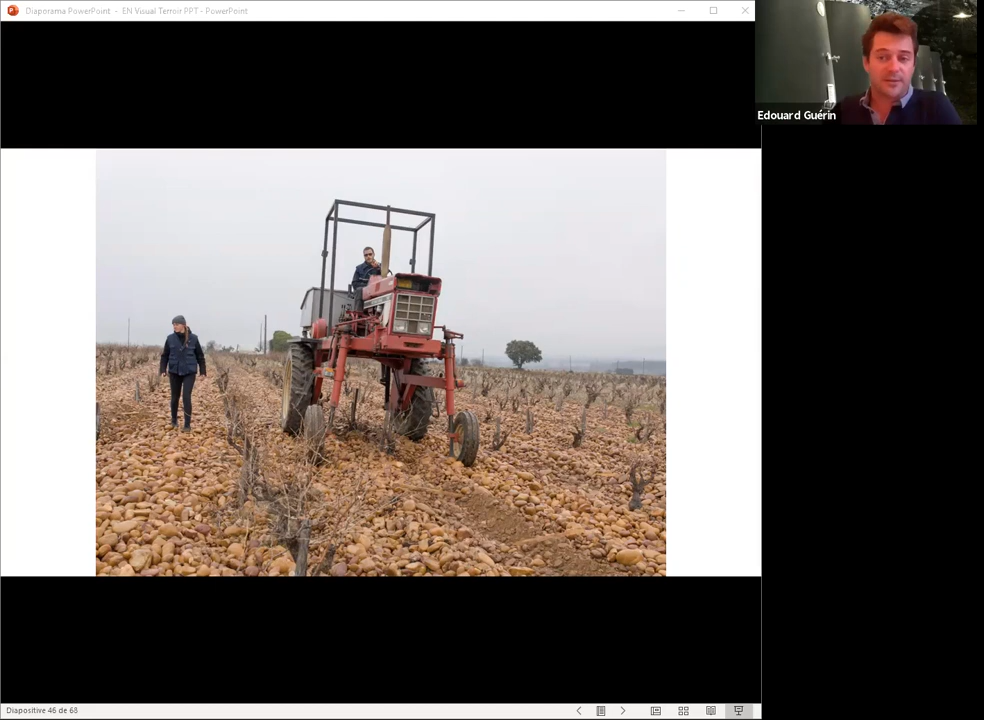 Diaporama PowerPoint - EN Visual Terroir PPT - PowerPoint
Edouard Guérin
Diapositive 46 de 68